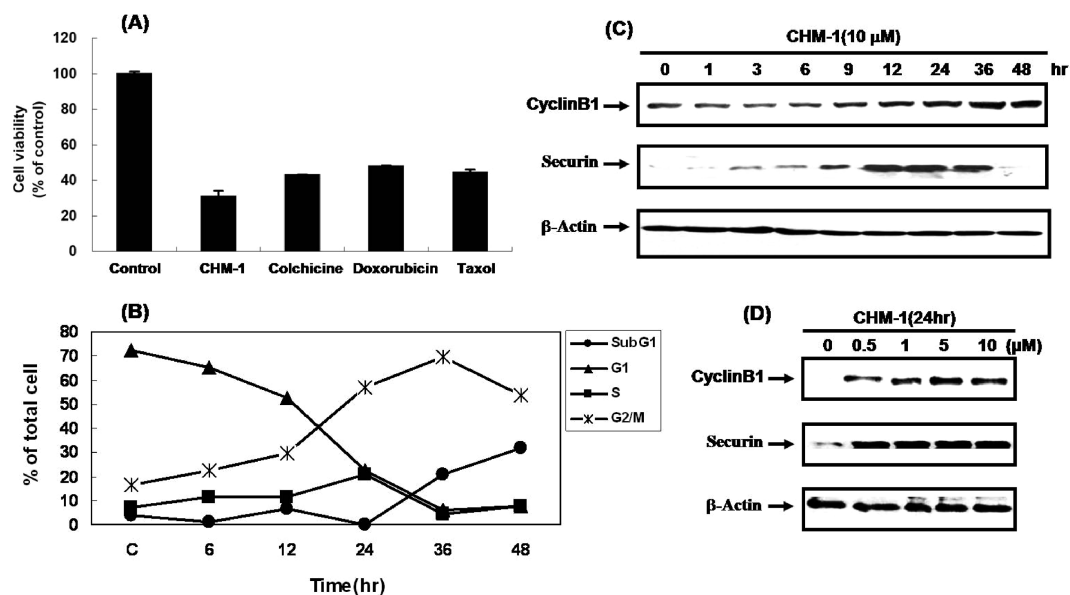 (A)
Cell viability
(% of control)
120
100
80
60
40
20
0
Control CHM-1 Colchicine Doxorubicin Taxol
(B)
% of total cell
80
70
60
50
40
30
20
10
0
C 6 12 24 36 48
Time(hr)
Sub G1
G1
S
G2/M
(C)
CHM-1(10 µM)
0 1 3 6 9 12 24 36 48 hr
CyclinB1
Securin
β-Actin
(D)
CHM-1(24hr)
0 0.5 1 5 10 (µM)
CyclinB1
Securin
β-Actin